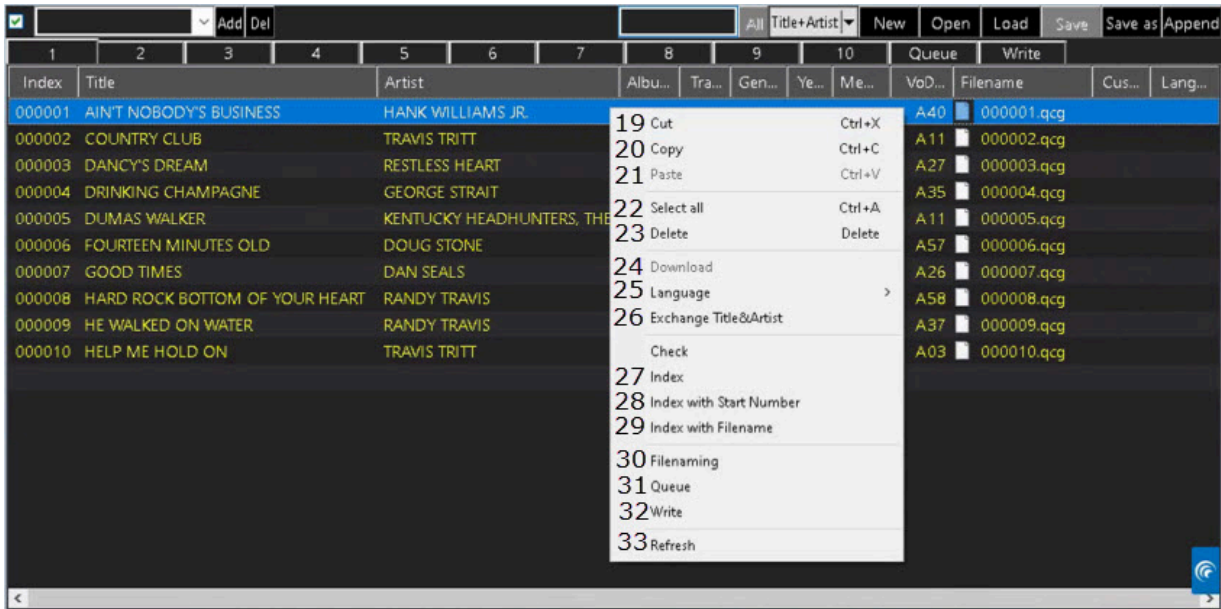 Add Del All Title+Artist New Open Load Save Save as Append
1 2 3 4 5 6 7 8 9 10 Queue Write
Index Title Artist Albu... Tra... Gen... Ye... Me... VoD... Filename Cus... Lang...
000001 AIN'T NOBODY'S BUSINESS HANK WILLIAMS JR. A40 000001.qcg
000002 COUNTRY CLUB TRAVIS TRITT A11 000002.qcg
000003 DANCY'S DREAM RESTLESS HEART A27 000003.qcg
000004 DRINKING CHAMPAGNE GEORGE STRAIT A35 000004.qcg
000005 DUMAS WALKER KENTUCKY HEADHUNTERS, THE A11 000005.qcg
000006 FOURTEEN MINUTES OLD DOUG STONE A57 000006.qcg
000007 GOOD TIMES DAN SEALS A26 000007.qcg
000008 HARD ROCK BOTTOM OF YOUR HEART RANDY TRAVIS A58 000008.qcg
000009 HE WALKED ON WATER RANDY TRAVIS A37 000009.qcg
000010 HELP ME HOLD ON TRAVIS TRITT A03 000010.qcg
19 Cut Ctrl+X
20 Copy Ctrl+C
21 Paste Ctrl+V
22 Select all Ctrl+A
23 Delete Delete
24 Download
25 Language
26 Exchange Title&Artist
Check
27 Index
28 Index with Start Number
29 Index with Filename
30 Filenaming
31 Queue
32 Write
33 Refresh